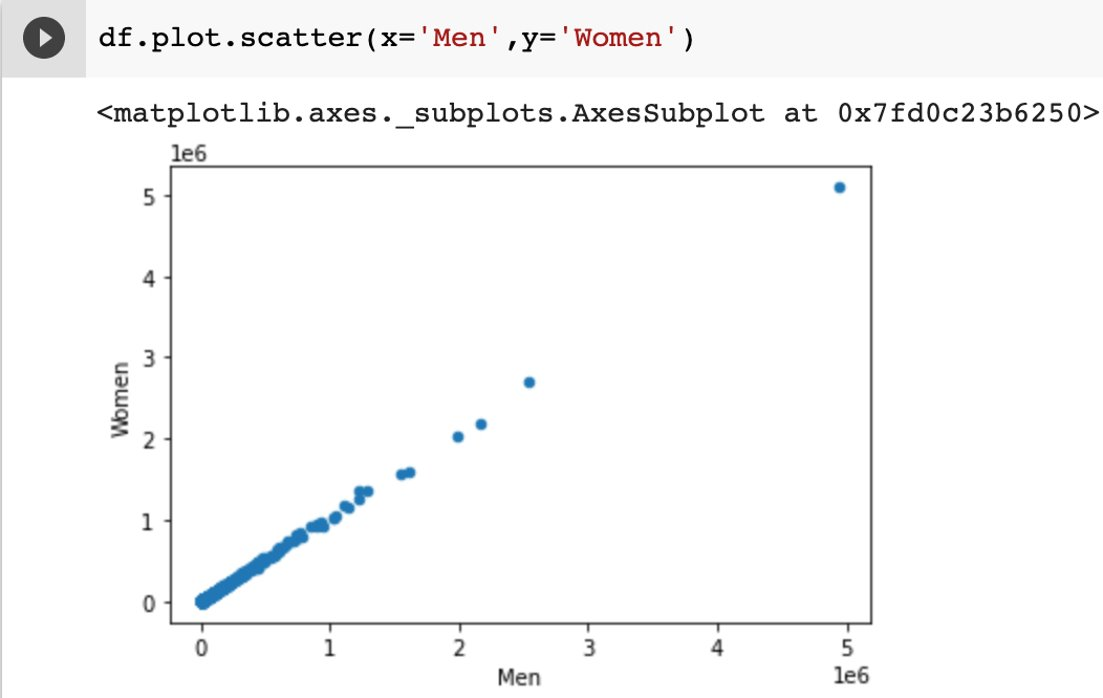 df.plot.scatter(x='Men',y='Women')
<matplotlib.axes._subplots.AxesSubplot at 0x7fd0c23b6250>
1e6
5
4
3
2
1
0
Women
0 1 2 3 4 5
Men
1e6